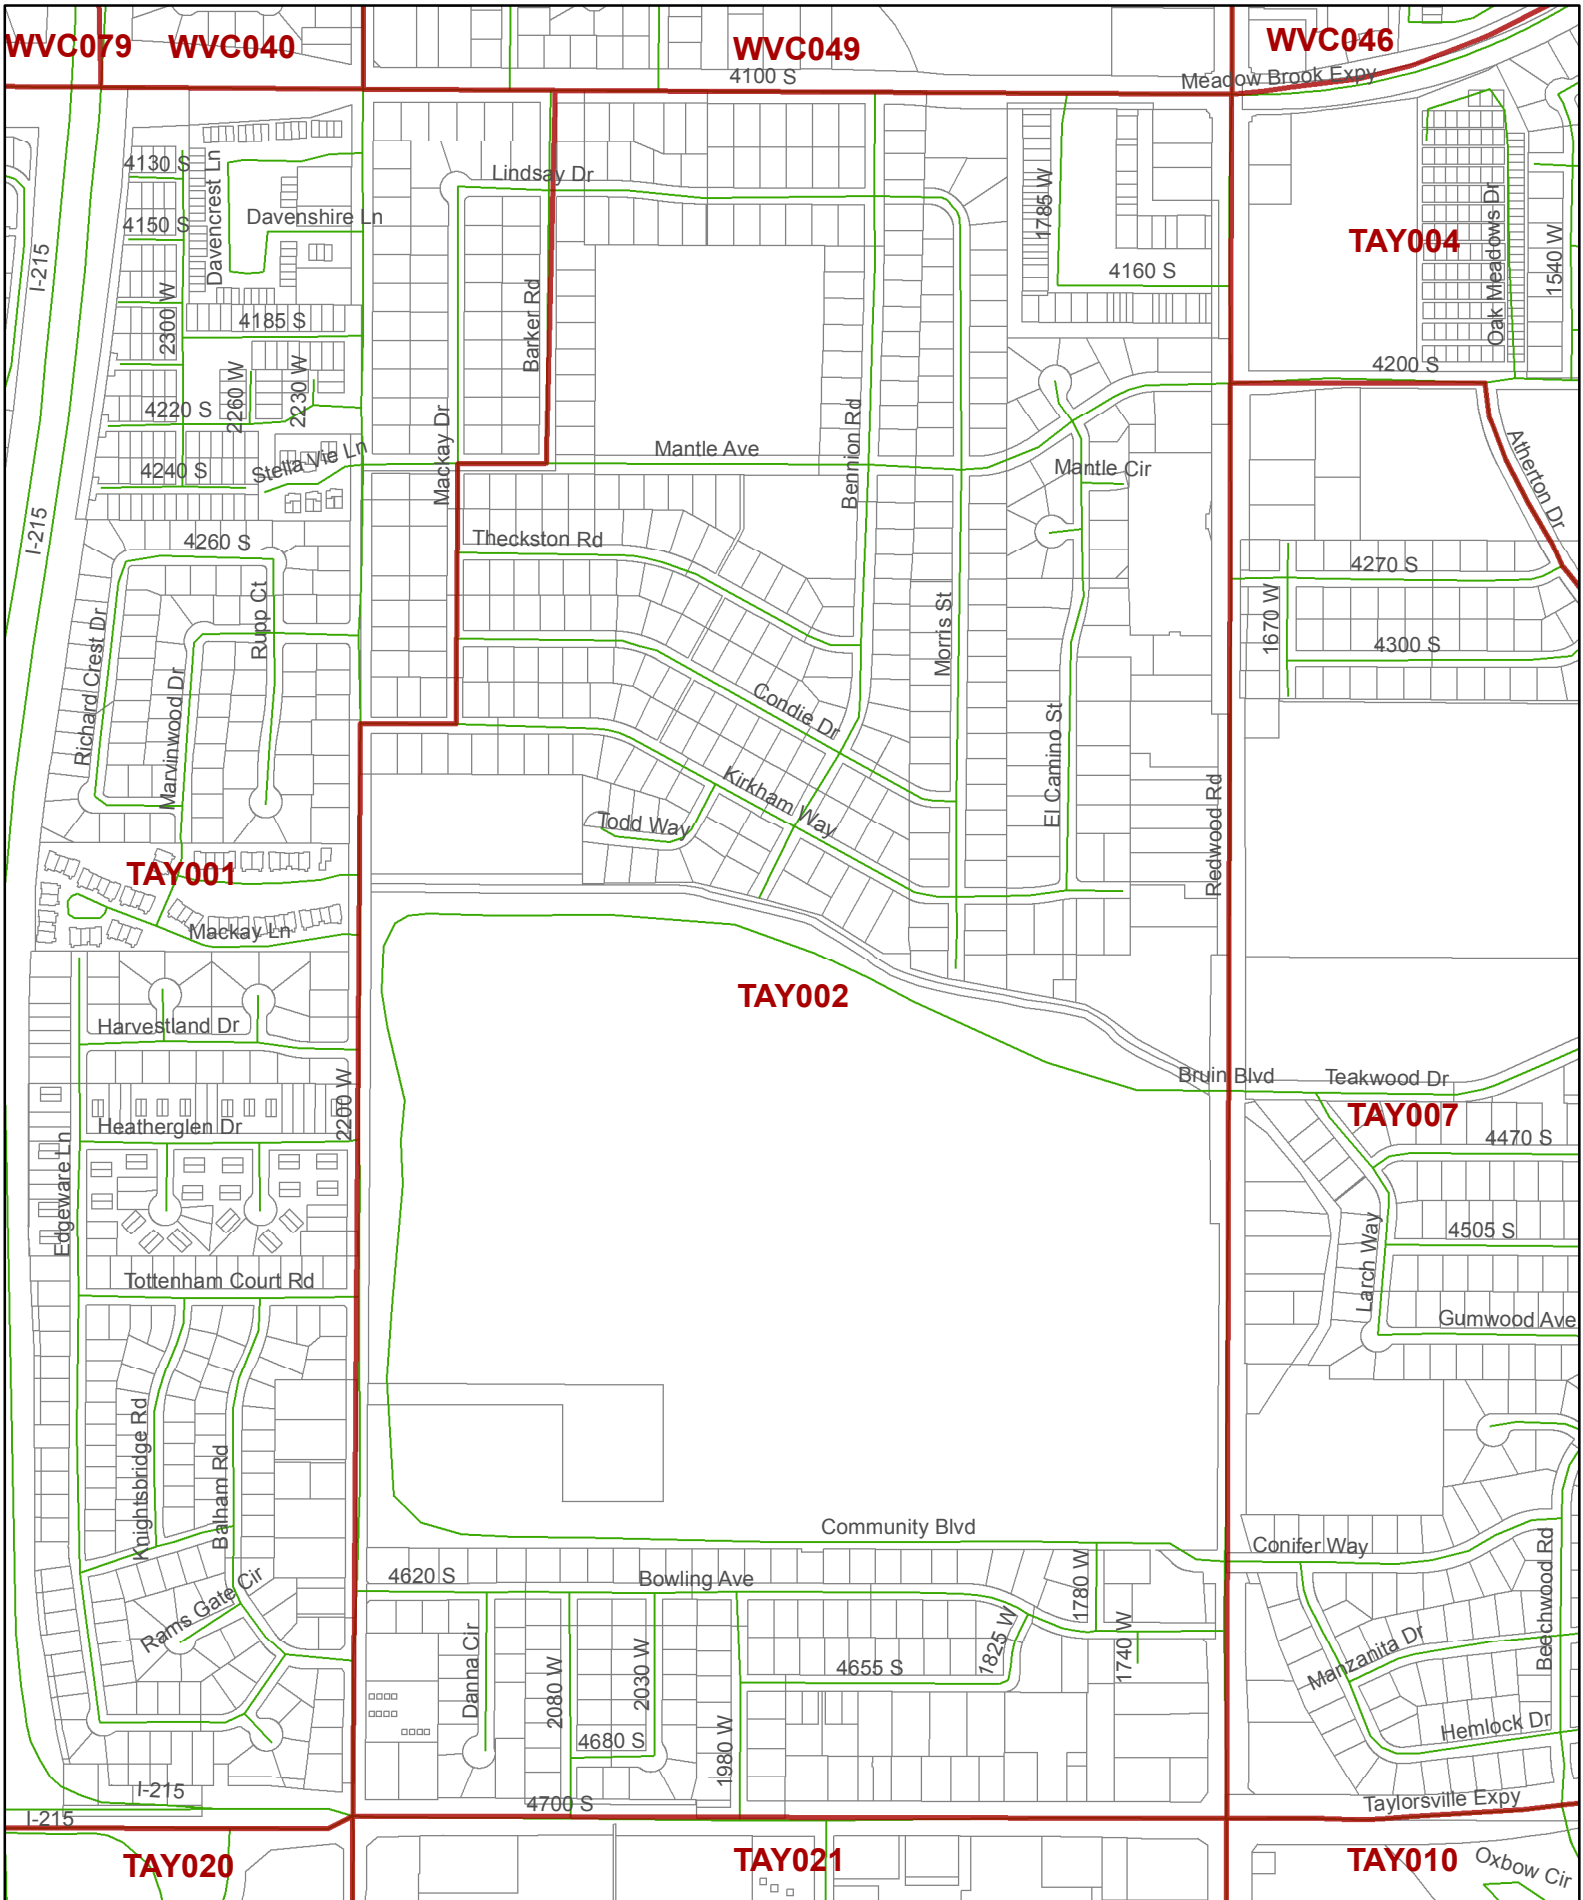 WVC079
WVC040
WVC049
WVC046
4100 S
Meadow Brook Expy
4130 S
Davencrest Ln
Lindsay Dr
1785 W
Oak Meadows Dr
4150 S
Davenshire Ln
TAY004
1540 W
I-215
4160 S
2300 W
4185 S
Barker Rd
4200 S
2260 W
2230 W
4220 S
Mackay Dr
Bennion Rd
Mantle Ave
Atherton Dr
4240 S
Stella Vie Ln
Mantle Cir
I-215
4260 S
Theckston Rd
4270 S
Rupp Ct
Morris St
1670 W
4300 S
Richard Crest Dr
Marvinwood Dr
Condie Dr
El Camino St
Kirkham Way
Redwood Rd
Todd Way
TAY001
Mackay Ln
TAY002
Harvestland Dr
2200 W
Bruin Blvd
Teakwood Dr
TAY007
Heatherglen Dr
4470 S
Edgeware Ln
4505 S
Larch Way
Tottenham Court Rd
Gumwood Ave
Knightsbridge Rd
Balham Rd
Community Blvd
Conifer Way
Beechwood Rd
4620 S
Bowling Ave
1780 W
Rams Gate Cir
1825 W
1740 W
Manzanita Dr
Danna Cir
2080 W
2030 W
4655 S
4680 S
1980 W
Hemlock Dr
I-215
4700 S
Taylorsville Expy
I-215
TAY020
TAY021
TAY010
Oxbow Cir